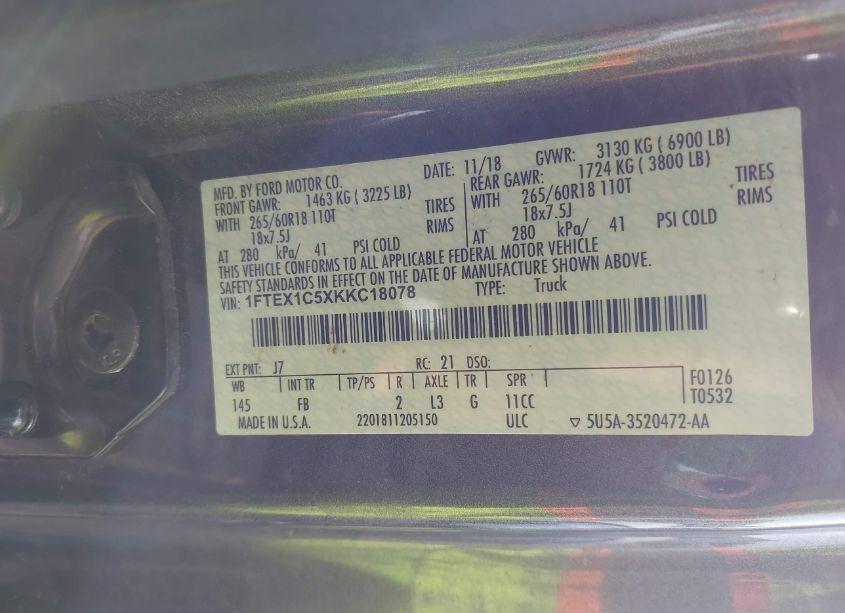 MFD. BY FORD MOTOR CO. DATE: 11/18 GVWR: 3130 KG ( 6900 LB)
FRONT GAWR: 1463 KG ( 3225 LB) REAR GAWR: 1724 KG ( 3800 LB)
WITH 265/60R18 110T TIRES WITH 265/60R18 110T TIRES
18x7.5J RIMS 18x7.5J RIMS
AT 280 kPa/ 41 PSI COLD AT 280 kPa/ 41 PSI COLD
THIS VEHICLE CONFORMS TO ALL APPLICABLE FEDERAL MOTOR VEHICLE
SAFETY STANDARDS IN EFFECT ON THE DATE OF MANUFACTURE SHOWN ABOVE.
VIN: 1FTEX1C5XKKC18078 TYPE: Truck
EXT PNT: J7 RC: 21 DSO:
WB INT TR TP/PS R AXLE TR SPR F0126
145 FB 2 L3 G 11CC T0532
MADE IN U.S.A. 2201811205150 ULC ▽ 5U5A-3520472-AA